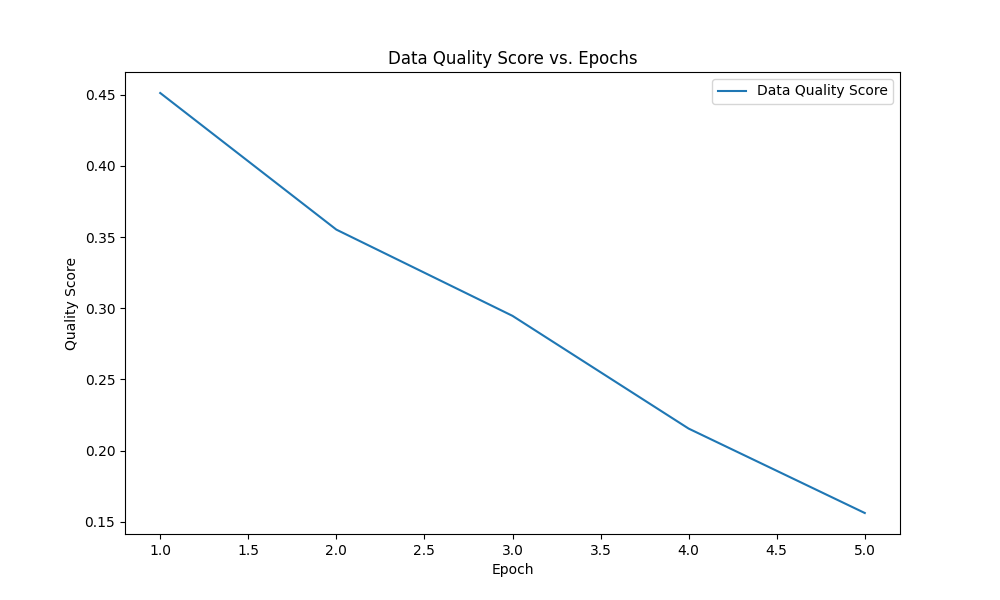 Data Quality Score vs. Epochs
Data Quality Score
Quality Score
0.45
0.40
0.35
0.30
0.25
0.20
0.15
1.0 1.5 2.0 2.5 3.0 3.5 4.0 4.5 5.0
Epoch